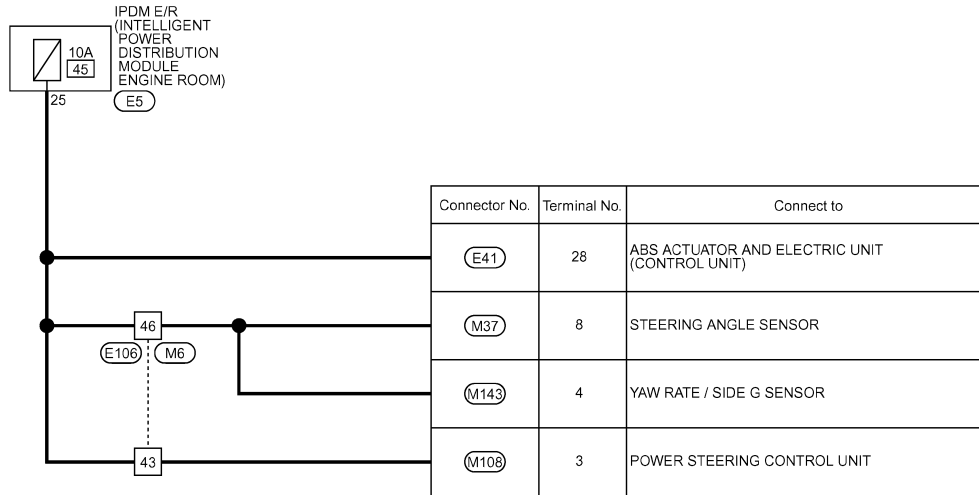 IPDM E/R
(INTELLIGENT
POWER
DISTRIBUTION
MODULE
ENGINE ROOM)
10A
45
25
E5
Connector No. Terminal No. Connect to
E41 28 ABS ACTUATOR AND ELECTRIC UNIT
(CONTROL UNIT)
46
M37 8 STEERING ANGLE SENSOR
E106 M6
M143 4 YAW RATE / SIDE G SENSOR
43
M108 3 POWER STEERING CONTROL UNIT